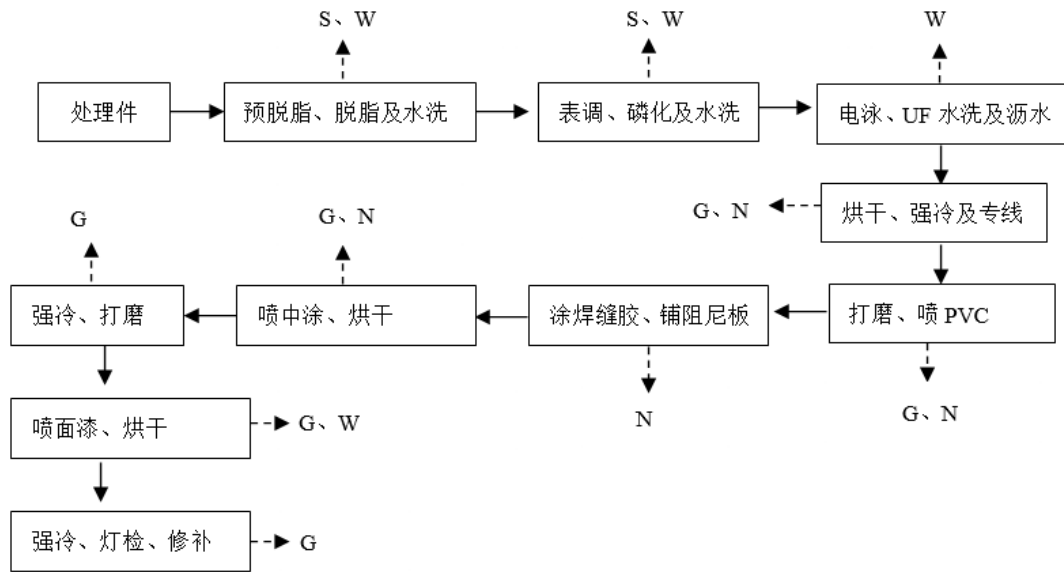 S、W
S、W
W
处理件
预脱脂、脱脂及水洗
表调、磷化及水洗
电泳、UF 水洗及沥水
G、N
烘干、强冷及专线
G
G、N
强冷、打磨
喷中涂、烘干
涂焊缝胶、铺阻尼板
打磨、喷 PVC
N
G、N
喷面漆、烘干
G、W
强冷、灯检、修补
G